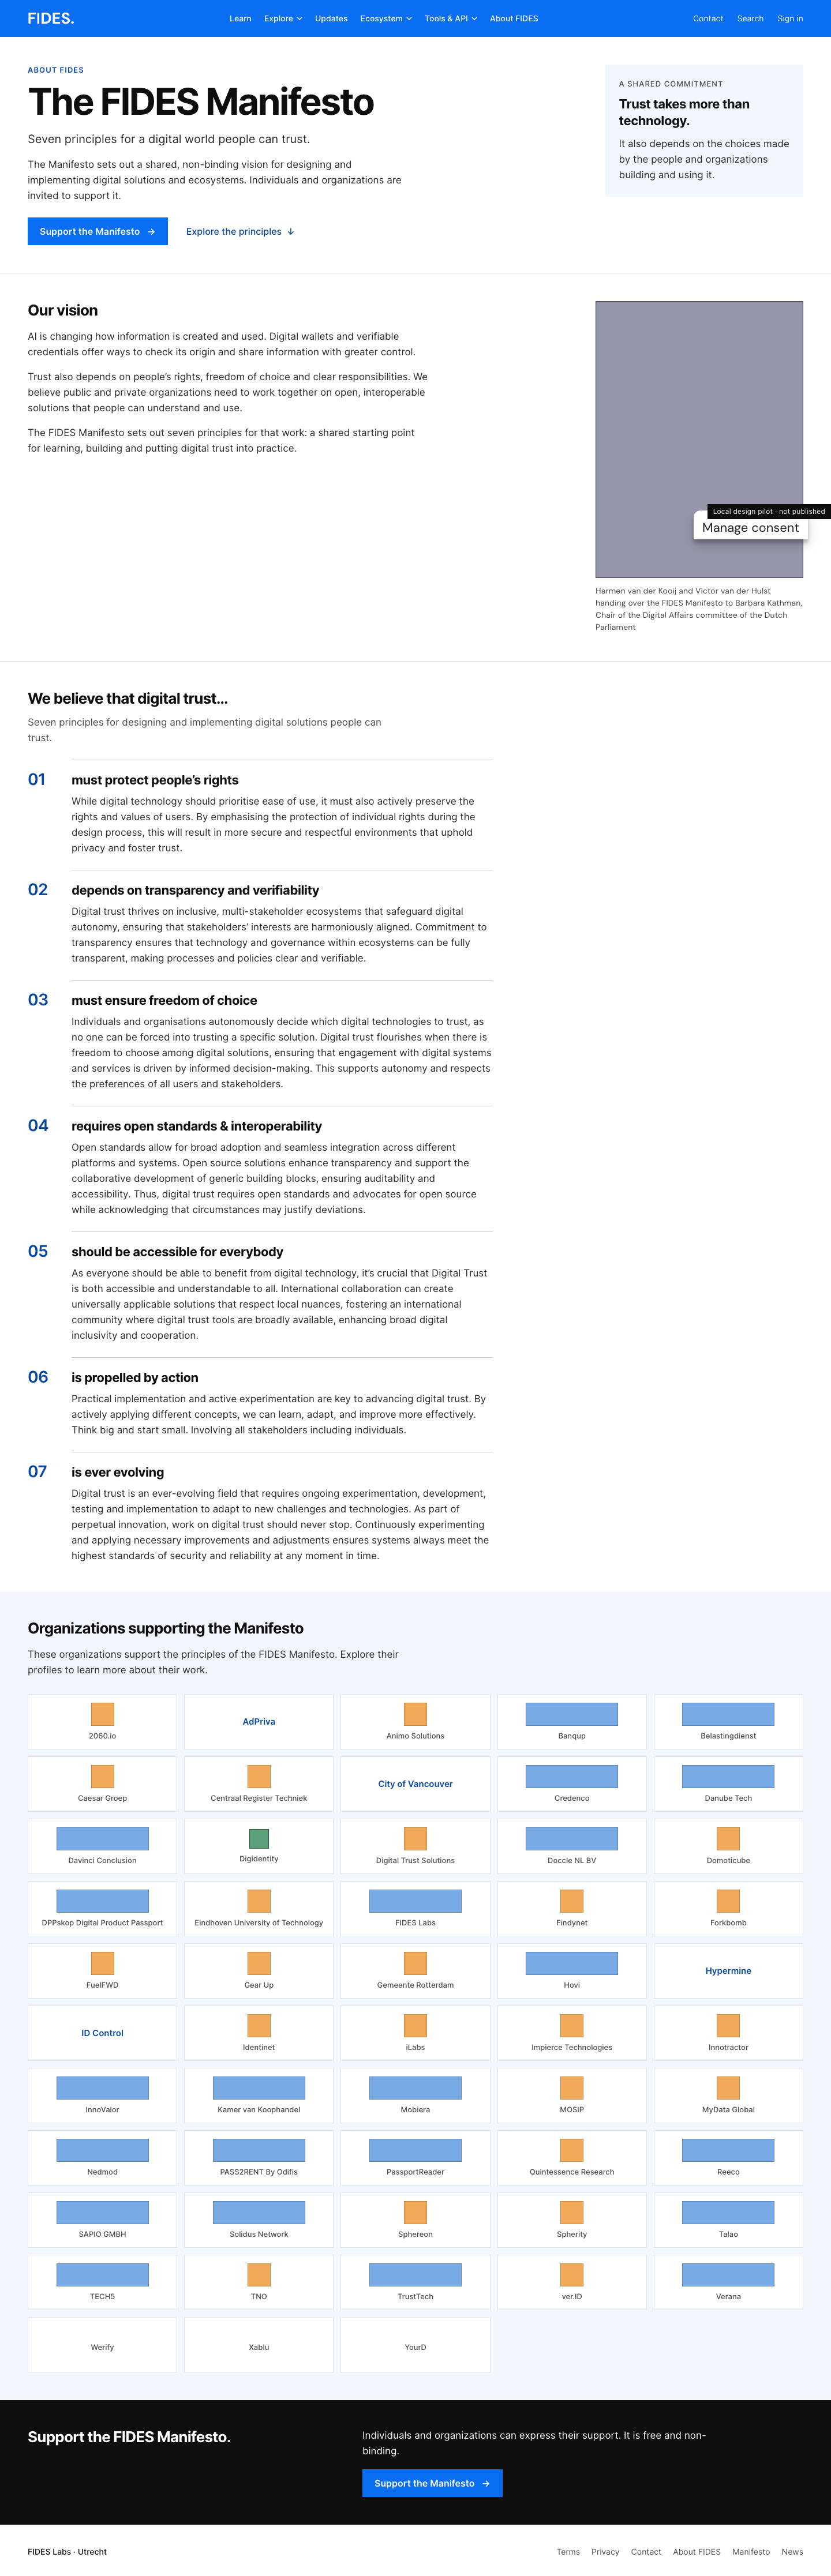 FIDES.
Learn
Explore
Updates
Ecosystem
Tools & API
About FIDES
Contact
Search
Sign in
ABOUT FIDES
The FIDES Manifesto
Seven principles for a digital world people can trust.
The Manifesto sets out a shared, non-binding vision for designing and
implementing digital solutions and ecosystems. Individuals and organizations are
invited to support it.
Support the Manifesto →
Explore the principles ↓
A SHARED COMMITMENT
Trust takes more than
technology.
It also depends on the choices made
by the people and organizations
building and using it.
Our vision
AI is changing how information is created and used. Digital wallets and verifiable
credentials offer ways to check its origin and share information with greater control.
Trust also depends on people’s rights, freedom of choice and clear responsibilities. We
believe public and private organizations need to work together on open, interoperable
solutions that people can understand and use.
The FIDES Manifesto sets out seven principles for that work: a shared starting point
for learning, building and putting digital trust into practice.
Local design pilot · not published
Manage consent
Harmen van der Kooij and Victor van der Hulst
handing over the FIDES Manifesto to Barbara Kathman,
Chair of the Digital Affairs committee of the Dutch
Parliament
We believe that digital trust...
Seven principles for designing and implementing digital solutions people can
trust.
01
must protect people’s rights
While digital technology should prioritise ease of use, it must also actively preserve the
rights and values of users. By emphasising the protection of individual rights during the
design process, this will result in more secure and respectful environments that uphold
privacy and foster trust.
02
depends on transparency and verifiability
Digital trust thrives on inclusive, multi-stakeholder ecosystems that safeguard digital
autonomy, ensuring that stakeholders’ interests are harmoniously aligned. Commitment to
transparency ensures that technology and governance within ecosystems can be fully
transparent, making processes and policies clear and verifiable.
03
must ensure freedom of choice
Individuals and organisations autonomously decide which digital technologies to trust, as
no one can be forced into trusting a specific solution. Digital trust flourishes when there is
freedom to choose among digital solutions, ensuring that engagement with digital systems
and services is driven by informed decision-making. This supports autonomy and respects
the preferences of all users and stakeholders.
04
requires open standards & interoperability
Open standards allow for broad adoption and seamless integration across different
platforms and systems. Open source solutions enhance transparency and support the
collaborative development of generic building blocks, ensuring auditability and
accessibility. Thus, digital trust requires open standards and advocates for open source
while acknowledging that circumstances may justify deviations.
05
should be accessible for everybody
As everyone should be able to benefit from digital technology, it’s crucial that Digital Trust
is both accessible and understandable to all. International collaboration can create
universally applicable solutions that respect local nuances, fostering an international
community where digital trust tools are broadly available, enhancing broad digital
inclusivity and cooperation.
06
is propelled by action
Practical implementation and active experimentation are key to advancing digital trust. By
actively applying different concepts, we can learn, adapt, and improve more effectively.
Think big and start small. Involving all stakeholders including individuals.
07
is ever evolving
Digital trust is an ever-evolving field that requires ongoing experimentation, development,
testing and implementation to adapt to new challenges and technologies. As part of
perpetual innovation, work on digital trust should never stop. Continuously experimenting
and applying necessary improvements and adjustments ensures systems always meet the
highest standards of security and reliability at any moment in time.
Organizations supporting the Manifesto
These organizations support the principles of the FIDES Manifesto. Explore their
profiles to learn more about their work.
2060.io
AdPriva
Animo Solutions
Banqup
Belastingdienst
Caesar Groep
Centraal Register Techniek
City of Vancouver
Credenco
Danube Tech
Davinci Conclusion
Digidentity
Digital Trust Solutions
Doccle NL BV
Domoticube
DPPskop Digital Product Passport
Eindhoven University of Technology
FIDES Labs
Findynet
Forkbomb
FuelFWD
Gear Up
Gemeente Rotterdam
Hovi
Hypermine
ID Control
Identinet
iLabs
Impierce Technologies
Innotractor
InnoValor
Kamer van Koophandel
Mobiera
MOSIP
MyData Global
Nedmod
PASS2RENT By Odifis
PassportReader
Quintessence Research
Reeco
SAPIO GMBH
Solidus Network
Sphereon
Spherity
Talao
TECH5
TNO
TrustTech
ver.ID
Verana
Werify
Xablu
YourD
Support the FIDES Manifesto.
Individuals and organizations can express their support. It is free and non-
binding.
Support the Manifesto →
FIDES Labs · Utrecht
Terms
Privacy
Contact
About FIDES
Manifesto
News